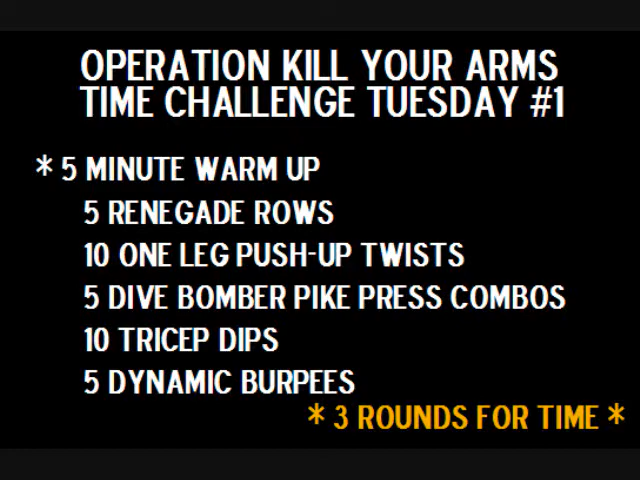 OPERATION KILL YOUR ARMS
TIME CHALLENGE TUESDAY #1
* 5 MINUTE WARM UP
5 RENEGADE ROWS
10 ONE LEG PUSH-UP TWISTS
5 DIVE BOMBER PIKE PRESS COMBOS
10 TRICEP DIPS
5 DYNAMIC BURPEES
* 3 ROUNDS FOR TIME *